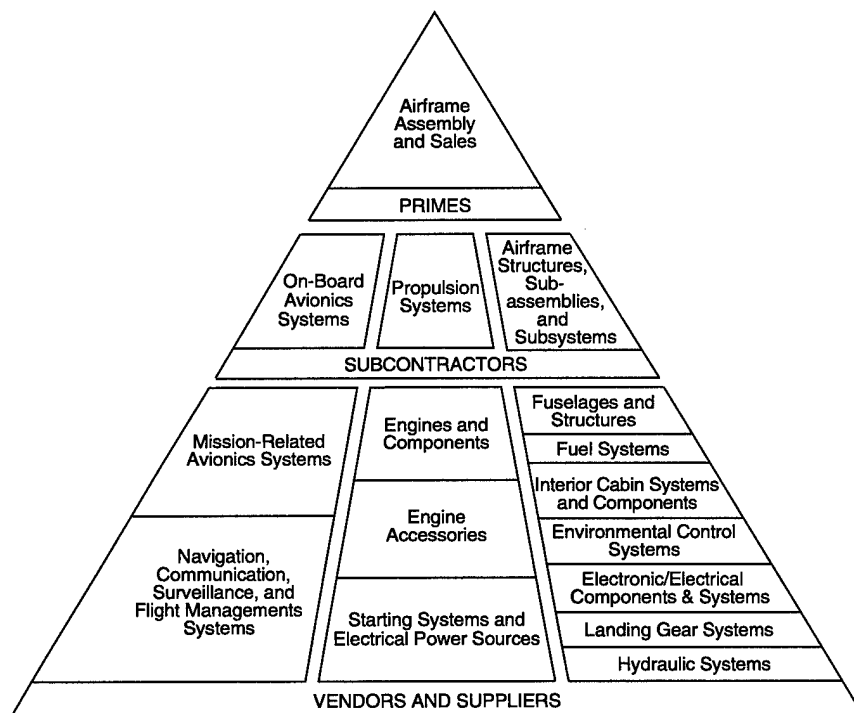 Airframe
Assembly
and Sales
PRIMES
On-Board
Avionics
Systems
Propulsion
Systems
Airframe
Structures,
Sub-
assemblies,
and
Subsystems
SUBCONTRACTORS
Mission-Related
Avionics Systems
Navigation,
Communication,
Surveillance, and
Flight Managements
Systems
Engines and
Components
Engine
Accessories
Starting Systems and
Electrical Power Sources
Fuselages and
Structures
Fuel Systems
Interior Cabin Systems
and Components
Environmental Control
Systems
Electronic/Electrical
Components & Systems
Landing Gear Systems
Hydraulic Systems
VENDORS AND SUPPLIERS